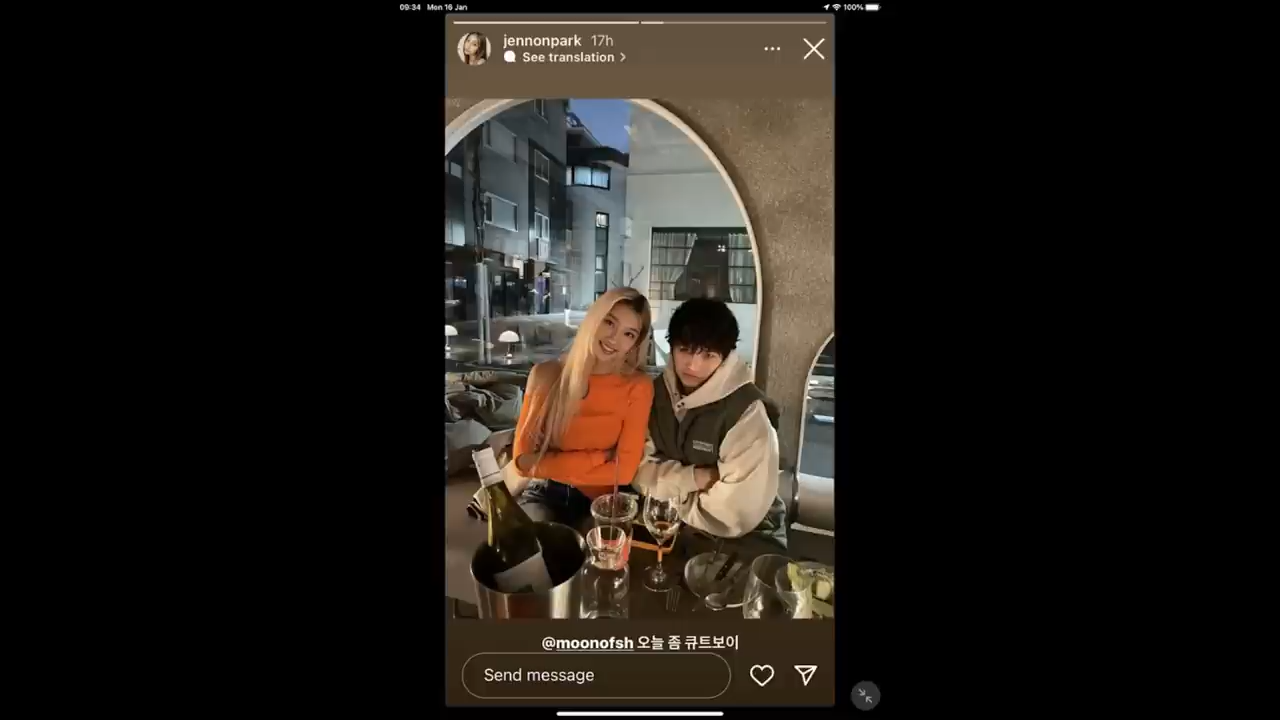 09:34 Mon 16 Jan
100%
jennonpark 17h
See translation
@moonofsh 오늘 좀 큐트보이
Send message